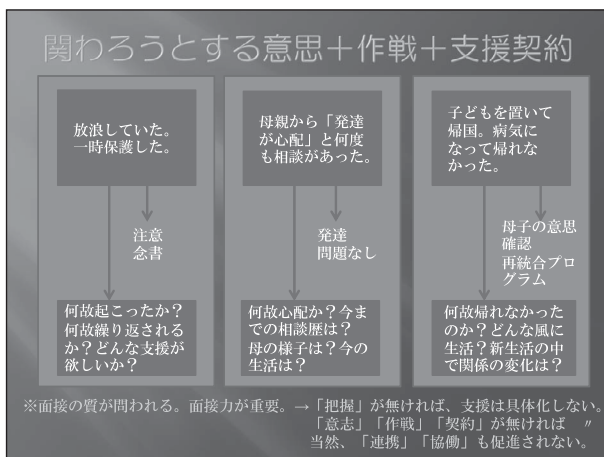 関わろうとする意思＋作戦＋支援契約
放浪していた。
一時保護した。
注意
念書
何故起こったか？
何故繰り返される
か？どんな支援が
欲しいか？
母親から「発達
が心配」と何度
も相談があった。
発達
問題なし
何故心配か？今ま
での相談歴は？
母の様子は？今の
生活は？
子どもを置いて
帰国。病気に
なって帰れな
かった。
母子の意思
確認
再統合プロ
グラム
何故帰れなかった
のか？どんな風に
生活？新生活の中
で関係の変化は？
※面接の質が問われる。面接力が重要。→「把握」が無ければ、支援は具体化しない。
「意志」「作戦」「契約」が無ければ　〃
当然、「連携」「協働」も促進されない。